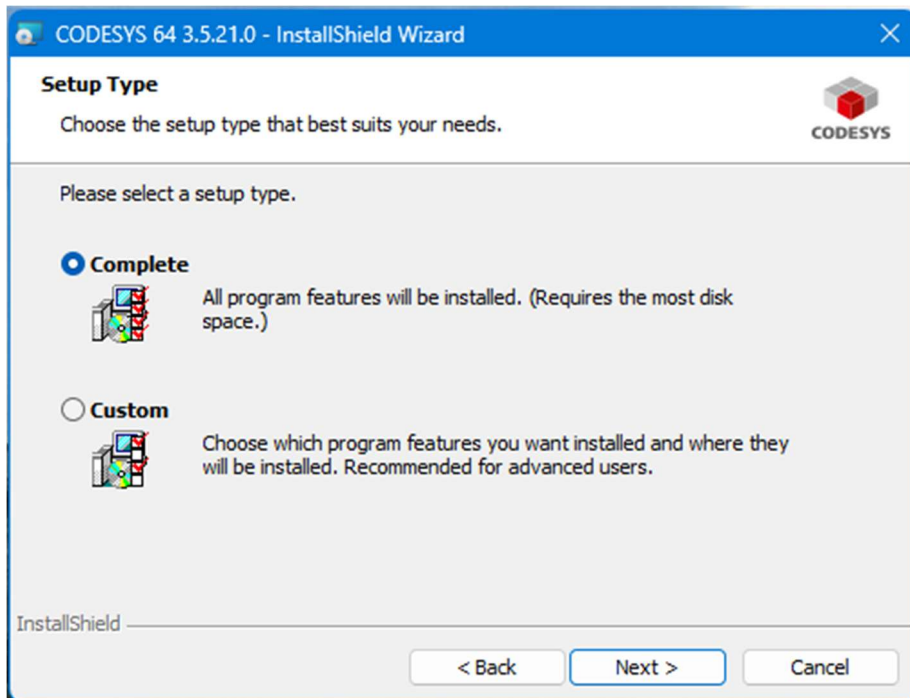 CODESYS 64 3.5.21.0 - InstallShield Wizard
Setup Type
Choose the setup type that best suits your needs.
CODESYS
Please select a setup type.
Complete
All program features will be installed. (Requires the most disk
space.)
Custom
Choose which program features you want installed and where they
will be installed. Recommended for advanced users.
InstallShield
< Back Next > Cancel